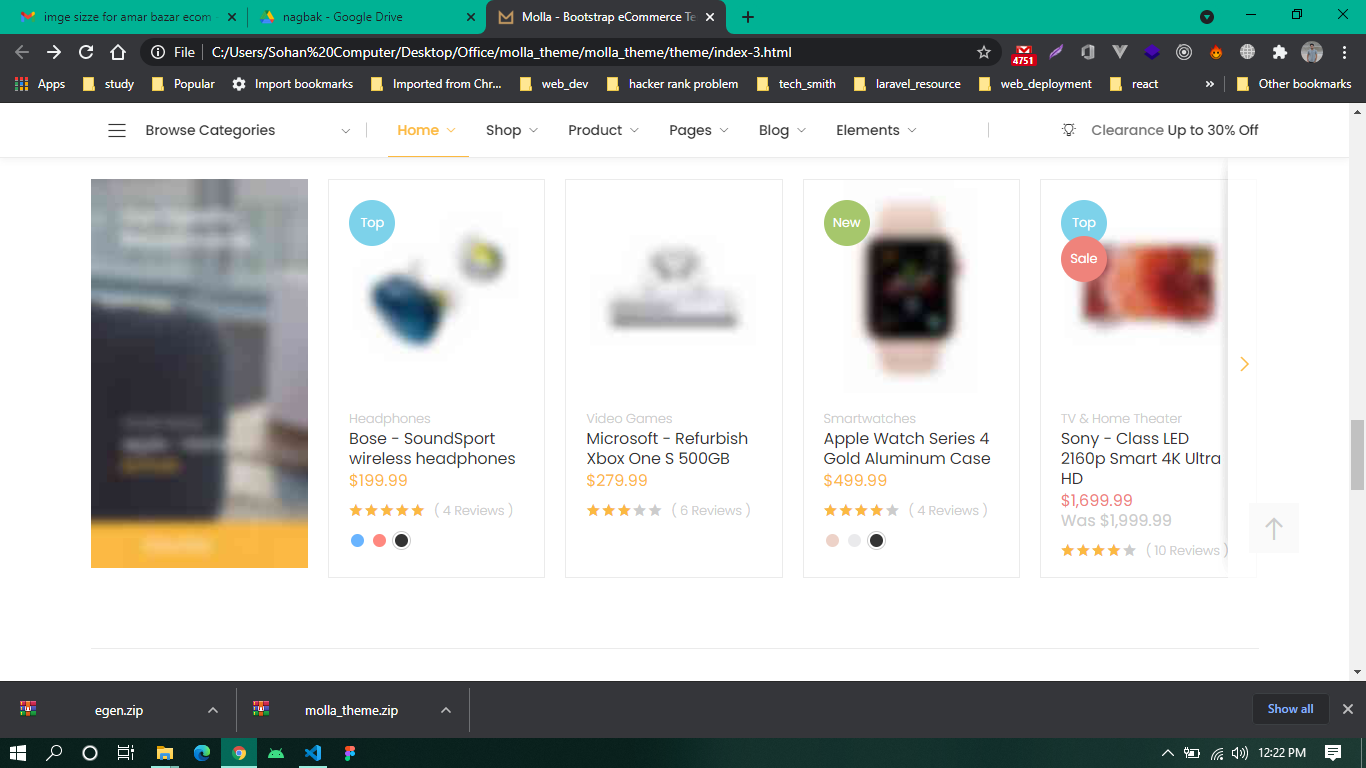 imge sizze for amar bazar ecom
nagbak - Google Drive
Molla - Bootstrap eCommerce Te
File
C:/Users/Sohan%20Computer/Desktop/Office/molla_theme/molla_theme/theme/index-3.html
4751
Apps
study
Popular
Import bookmarks
Imported from Chr...
web_dev
hacker rank problem
tech_smith
laravel_resource
web_deployment
react
»
Other bookmarks
Browse Categories
Home
Shop
Product
Pages
Blog
Elements
Clearance Up to 30% Off
Top
Headphones
Bose - SoundSport
wireless headphones
$199.99
( 4 Reviews )
Video Games
Microsoft - Refurbish
Xbox One S 500GB
$279.99
( 6 Reviews )
New
Smartwatches
Apple Watch Series 4
Gold Aluminum Case
$499.99
( 4 Reviews )
Top
Sale
TV & Home Theater
Sony - Class LED
2160p Smart 4K Ultra
HD
$1,699.99
Was $1,999.99
( 10 Reviews )
egen.zip
molla_theme.zip
Show all
12:22 PM